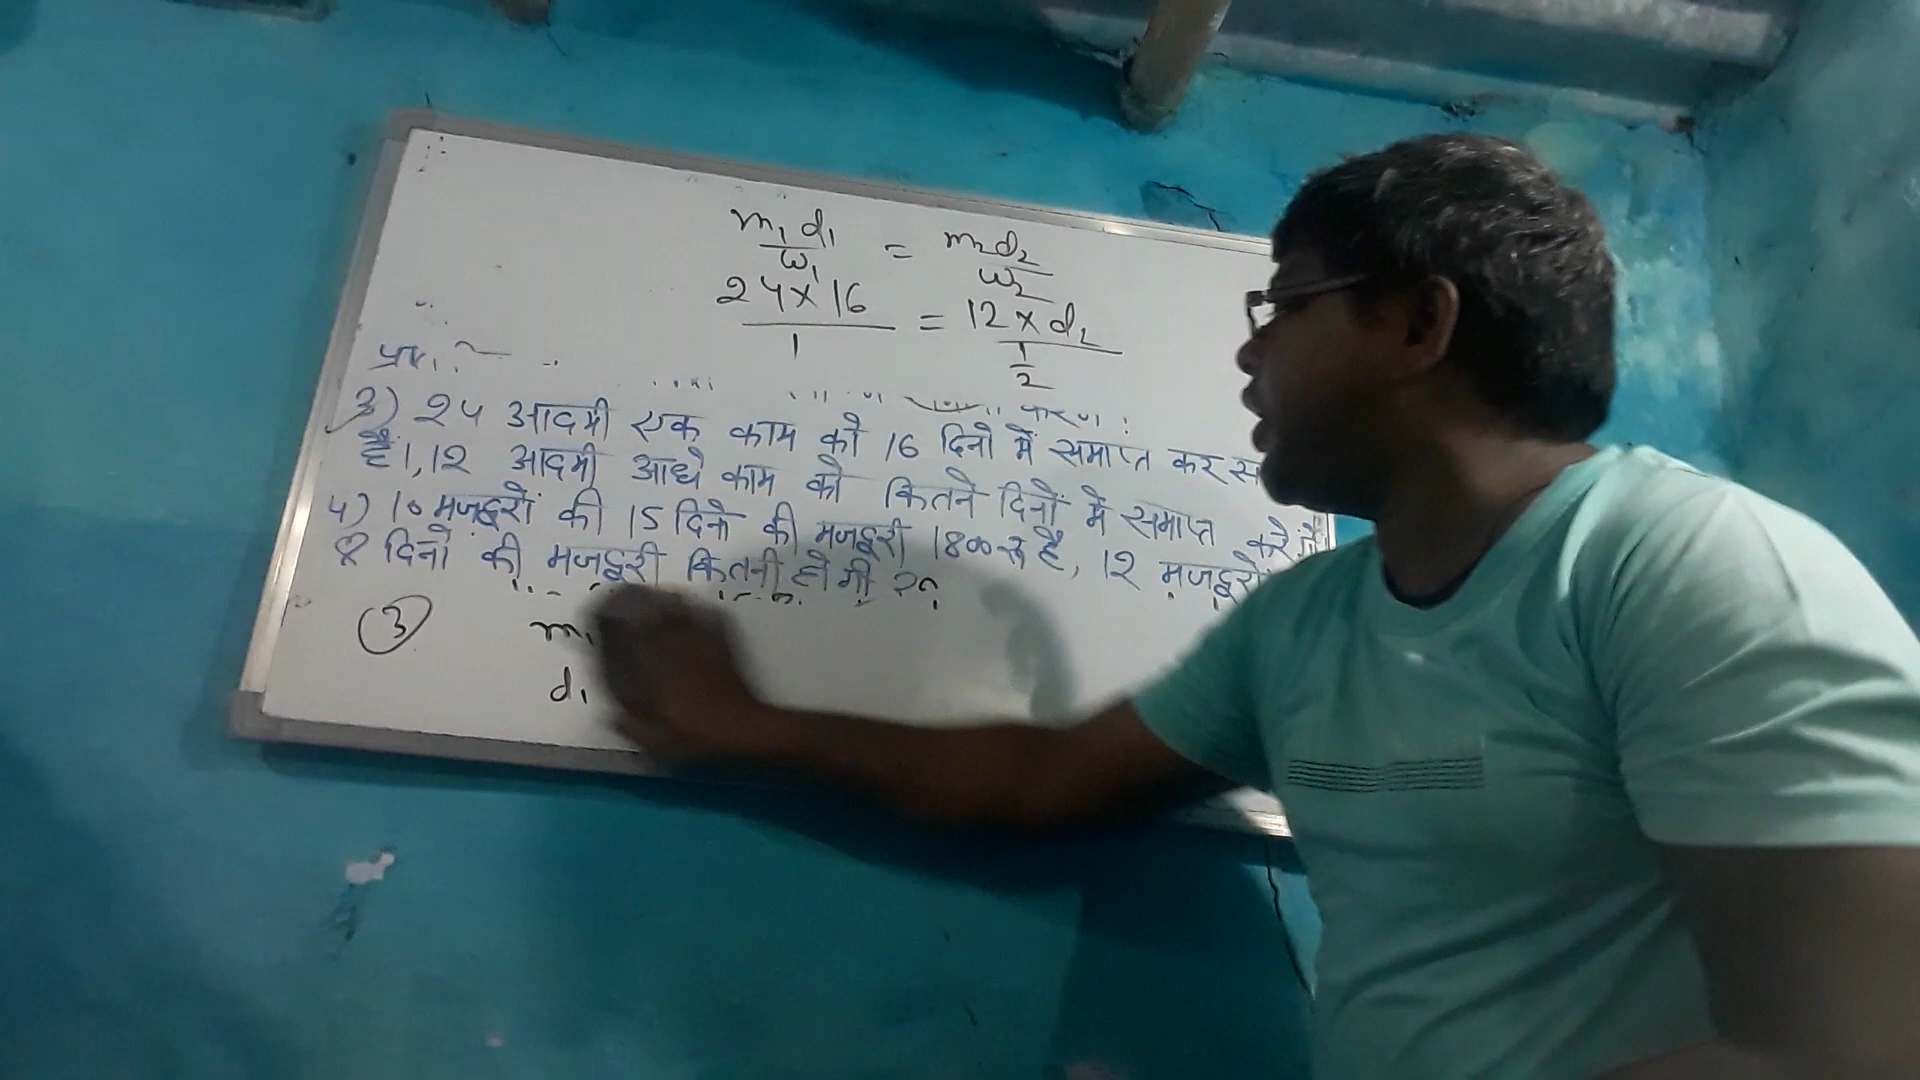 m₁d₁/w₁ = m₂d₂/w₂
24×16/1 = 12×d₂/(1/2)
कारण :
3) 24 आदमी एक काम को 16 दिनो में समाप्त कर
हैं।, 12 आदमी आधे काम को कितने दिनों में समाप्त करेंगे
4) 10 मजदूरों की 15 दिनो की मजदूरी 1800 रू है, 12 मजदूरों
8 दिनो की मजदूरी कितनी होगी ?
3 m₁
d₁